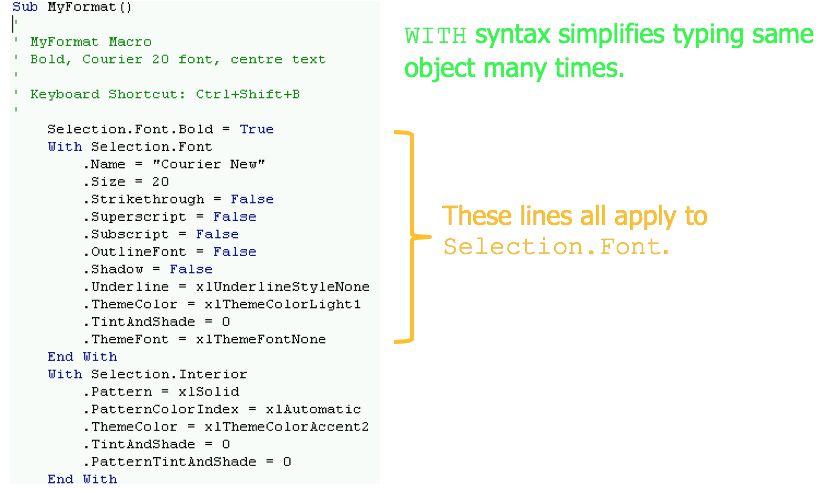 Sub MyFormat()
'
' MyFormat Macro
' Bold, Courier 20 font, centre text
'
' Keyboard Shortcut: Ctrl+Shift+B
'
    Selection.Font.Bold = True
    With Selection.Font
        .Name = "Courier New"
        .Size = 20
        .Strikethrough = False
        .Superscript = False
        .Subscript = False
        .OutlineFont = False
        .Shadow = False
        .Underline = xlUnderlineStyleNone
        .ThemeColor = xlThemeColorLight1
        .TintAndShade = 0
        .ThemeFont = xlThemeFontNone
    End With
    With Selection.Interior
        .Pattern = xlSolid
        .PatternColorIndex = xlAutomatic
        .ThemeColor = xlThemeColorAccent2
        .TintAndShade = 0
        .PatternTintAndShade = 0
    End With
WITH syntax simplifies typing same
object many times.
These lines all apply to
Selection.Font.